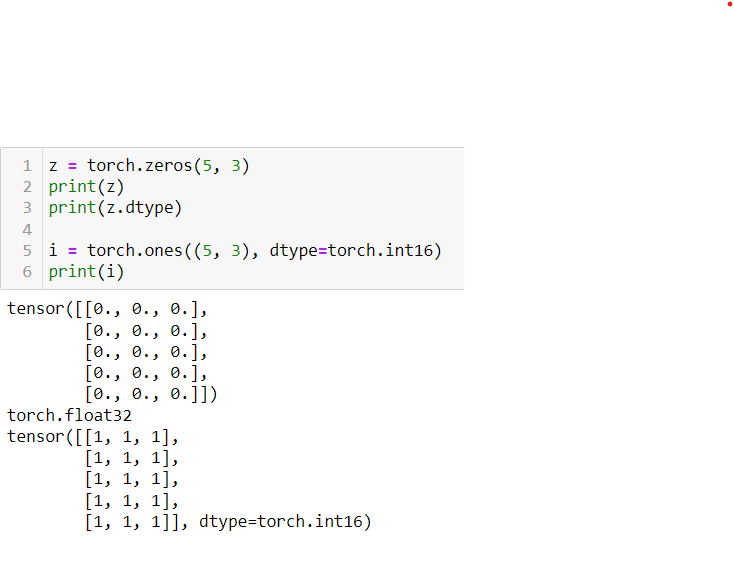 1 z = torch.zeros(5, 3)
2 print(z)
3 print(z.dtype)
4
5 i = torch.ones((5, 3), dtype=torch.int16)
6 print(i)
tensor([[0., 0., 0.],
        [0., 0., 0.],
        [0., 0., 0.],
        [0., 0., 0.],
        [0., 0., 0.]])
torch.float32
tensor([[1, 1, 1],
        [1, 1, 1],
        [1, 1, 1],
        [1, 1, 1],
        [1, 1, 1]], dtype=torch.int16)